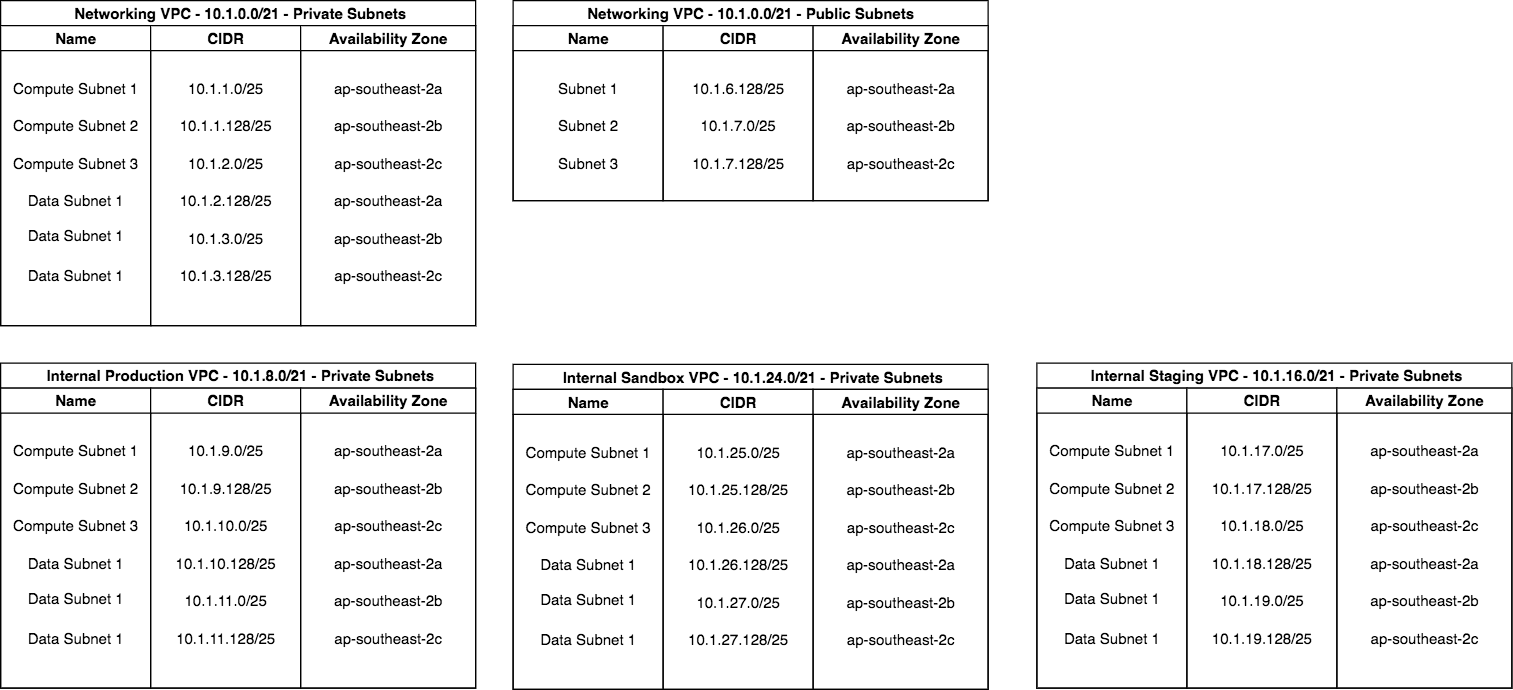 Networking VPC - 10.1.0.0/21 - Private Subnets
Name CIDR Availability Zone
Compute Subnet 1 10.1.1.0/25 ap-southeast-2a
Compute Subnet 2 10.1.1.128/25 ap-southeast-2b
Compute Subnet 3 10.1.2.0/25 ap-southeast-2c
Data Subnet 1 10.1.2.128/25 ap-southeast-2a
Data Subnet 1 10.1.3.0/25 ap-southeast-2b
Data Subnet 1 10.1.3.128/25 ap-southeast-2c
Networking VPC - 10.1.0.0/21 - Public Subnets
Name CIDR Availability Zone
Subnet 1 10.1.6.128/25 ap-southeast-2a
Subnet 2 10.1.7.0/25 ap-southeast-2b
Subnet 3 10.1.7.128/25 ap-southeast-2c
Internal Production VPC - 10.1.8.0/21 - Private Subnets
Name CIDR Availability Zone
Compute Subnet 1 10.1.9.0/25 ap-southeast-2a
Compute Subnet 2 10.1.9.128/25 ap-southeast-2b
Compute Subnet 3 10.1.10.0/25 ap-southeast-2c
Data Subnet 1 10.1.10.128/25 ap-southeast-2a
Data Subnet 1 10.1.11.0/25 ap-southeast-2b
Data Subnet 1 10.1.11.128/25 ap-southeast-2c
Internal Sandbox VPC - 10.1.24.0/21 - Private Subnets
Name CIDR Availability Zone
Compute Subnet 1 10.1.25.0/25 ap-southeast-2a
Compute Subnet 2 10.1.25.128/25 ap-southeast-2b
Compute Subnet 3 10.1.26.0/25 ap-southeast-2c
Data Subnet 1 10.1.26.128/25 ap-southeast-2a
Data Subnet 1 10.1.27.0/25 ap-southeast-2b
Data Subnet 1 10.1.27.128/25 ap-southeast-2c
Internal Staging VPC - 10.1.16.0/21 - Private Subnets
Name CIDR Availability Zone
Compute Subnet 1 10.1.17.0/25 ap-southeast-2a
Compute Subnet 2 10.1.17.128/25 ap-southeast-2b
Compute Subnet 3 10.1.18.0/25 ap-southeast-2c
Data Subnet 1 10.1.18.128/25 ap-southeast-2a
Data Subnet 1 10.1.19.0/25 ap-southeast-2b
Data Subnet 1 10.1.19.128/25 ap-southeast-2c